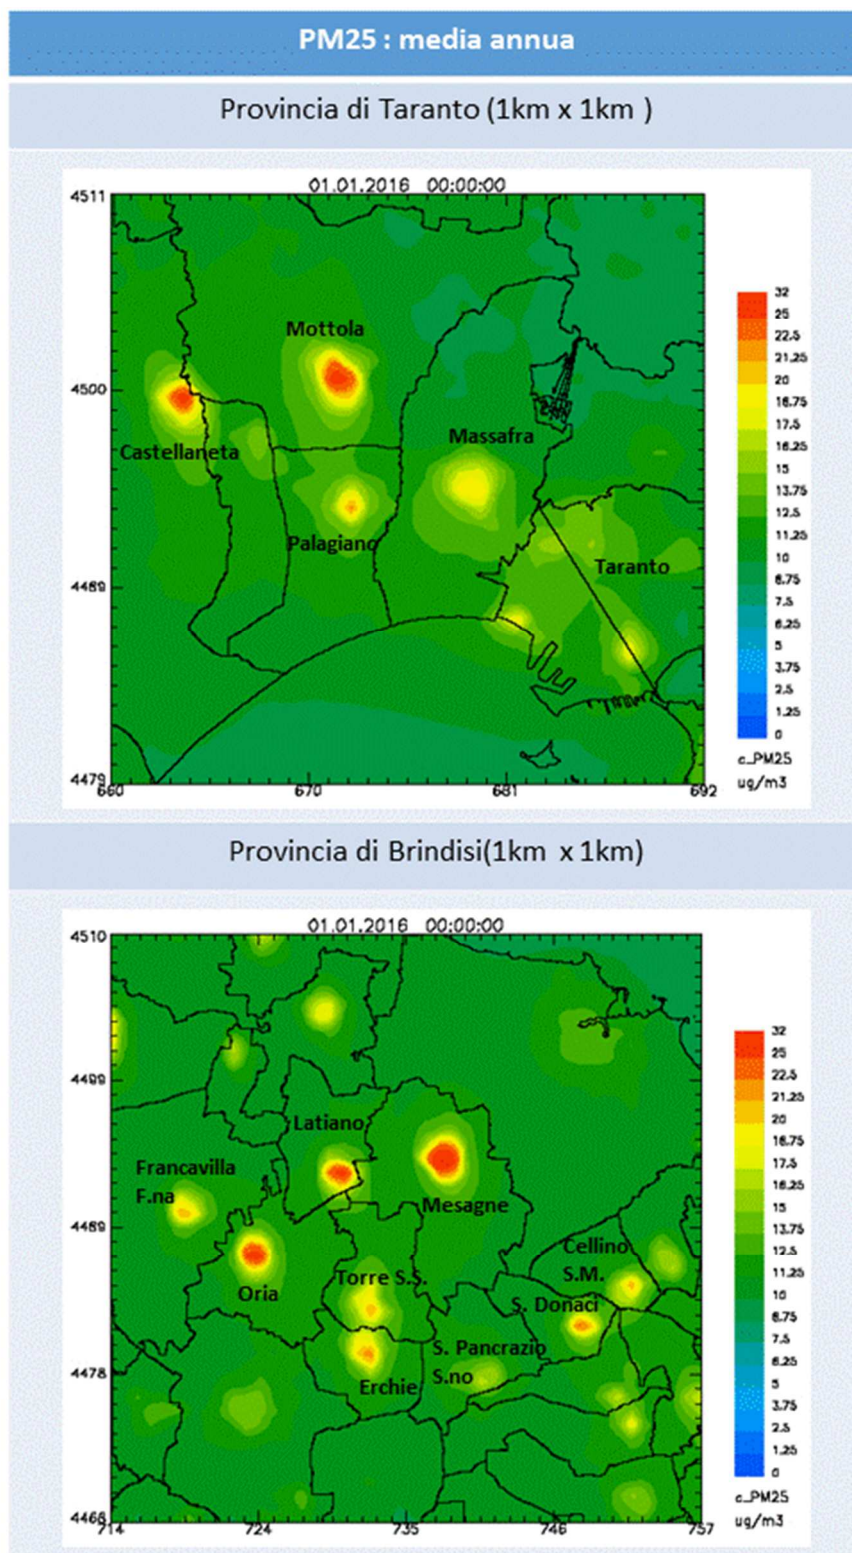 PM25 : media annua
Provincia di Taranto (1km x 1km )
01.01.2016 00:00:00
4511
4500
4489
4479
660
670
681
692
Mottola
Castellaneta
Massafra
Palagiano
Taranto
32
25
22.5
21.25
20
18.75
17.5
16.25
15
13.75
12.5
11.25
10
8.75
7.5
6.25
5
3.75
2.5
1.25
0
c_PM25
ug/m3
Provincia di Brindisi(1km x 1km)
01.01.2016 00:00:00
4510
4499
4489
4478
4468
714
724
735
746
757
Latiano
Francavilla
F.na
Mesagne
Oria
Torre S.S.
Cellino
S.M.
S. Donaci
S. Pancrazio
S.no
Erchie
32
25
22.5
21.25
20
18.75
17.5
16.25
15
13.75
12.5
11.25
10
8.75
7.5
6.25
5
3.75
2.5
1.25
0
c_PM25
ug/m3